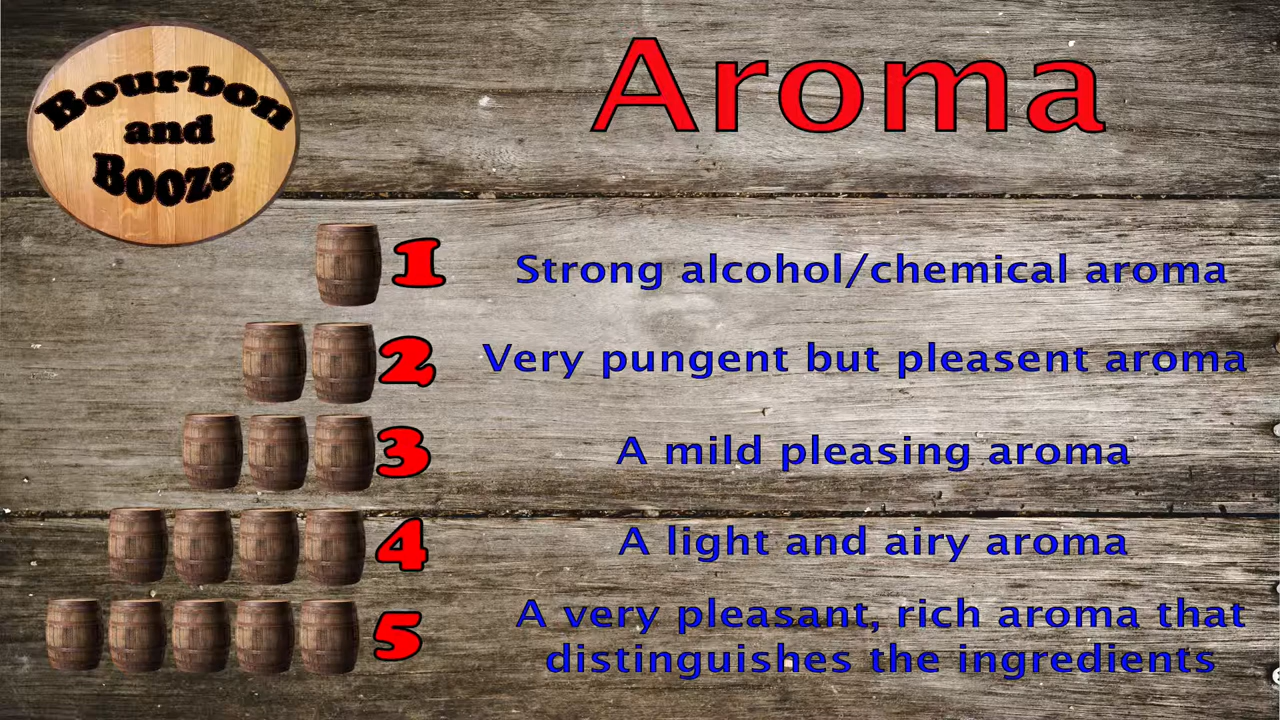 Bourbon
and
Booze
Aroma
1 Strong alcohol/chemical aroma
2 Very pungent but pleasent aroma
3 A mild pleasing aroma
4 A light and airy aroma
5 A very pleasant, rich aroma that
distinguishes the ingredients